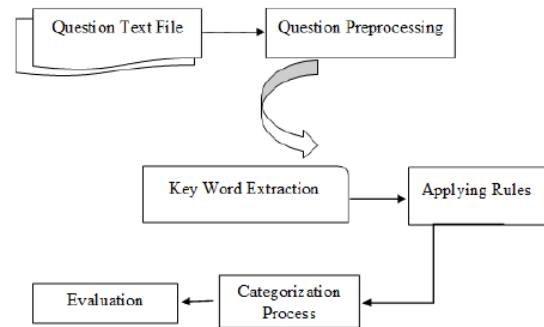 Question Text File
Question Preprocessing
Key Word Extraction
Applying Rules
Evaluation
Categorization
Process